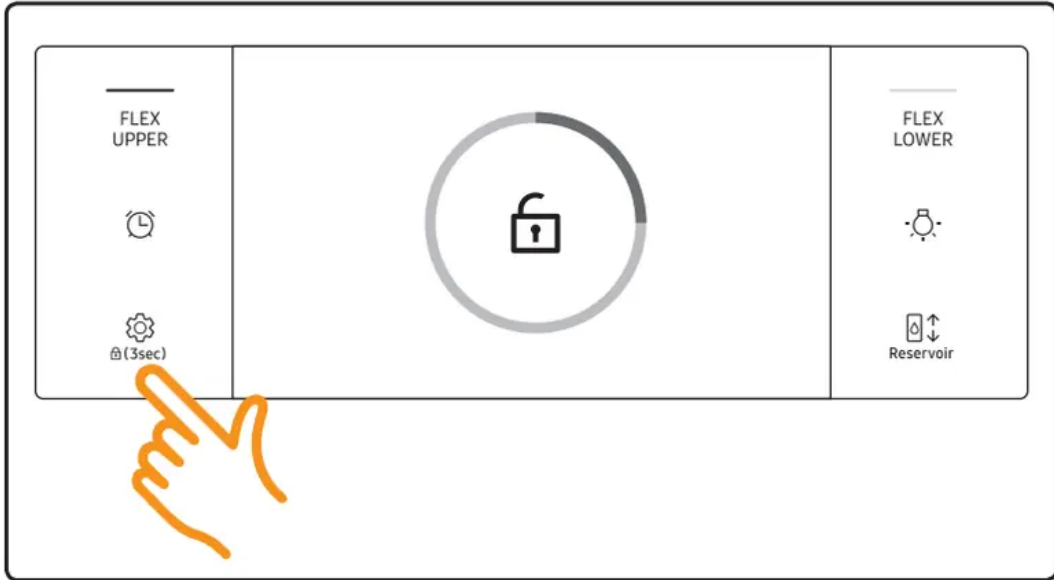 FLEX
UPPER
(3sec)
FLEX
LOWER
Reservoir